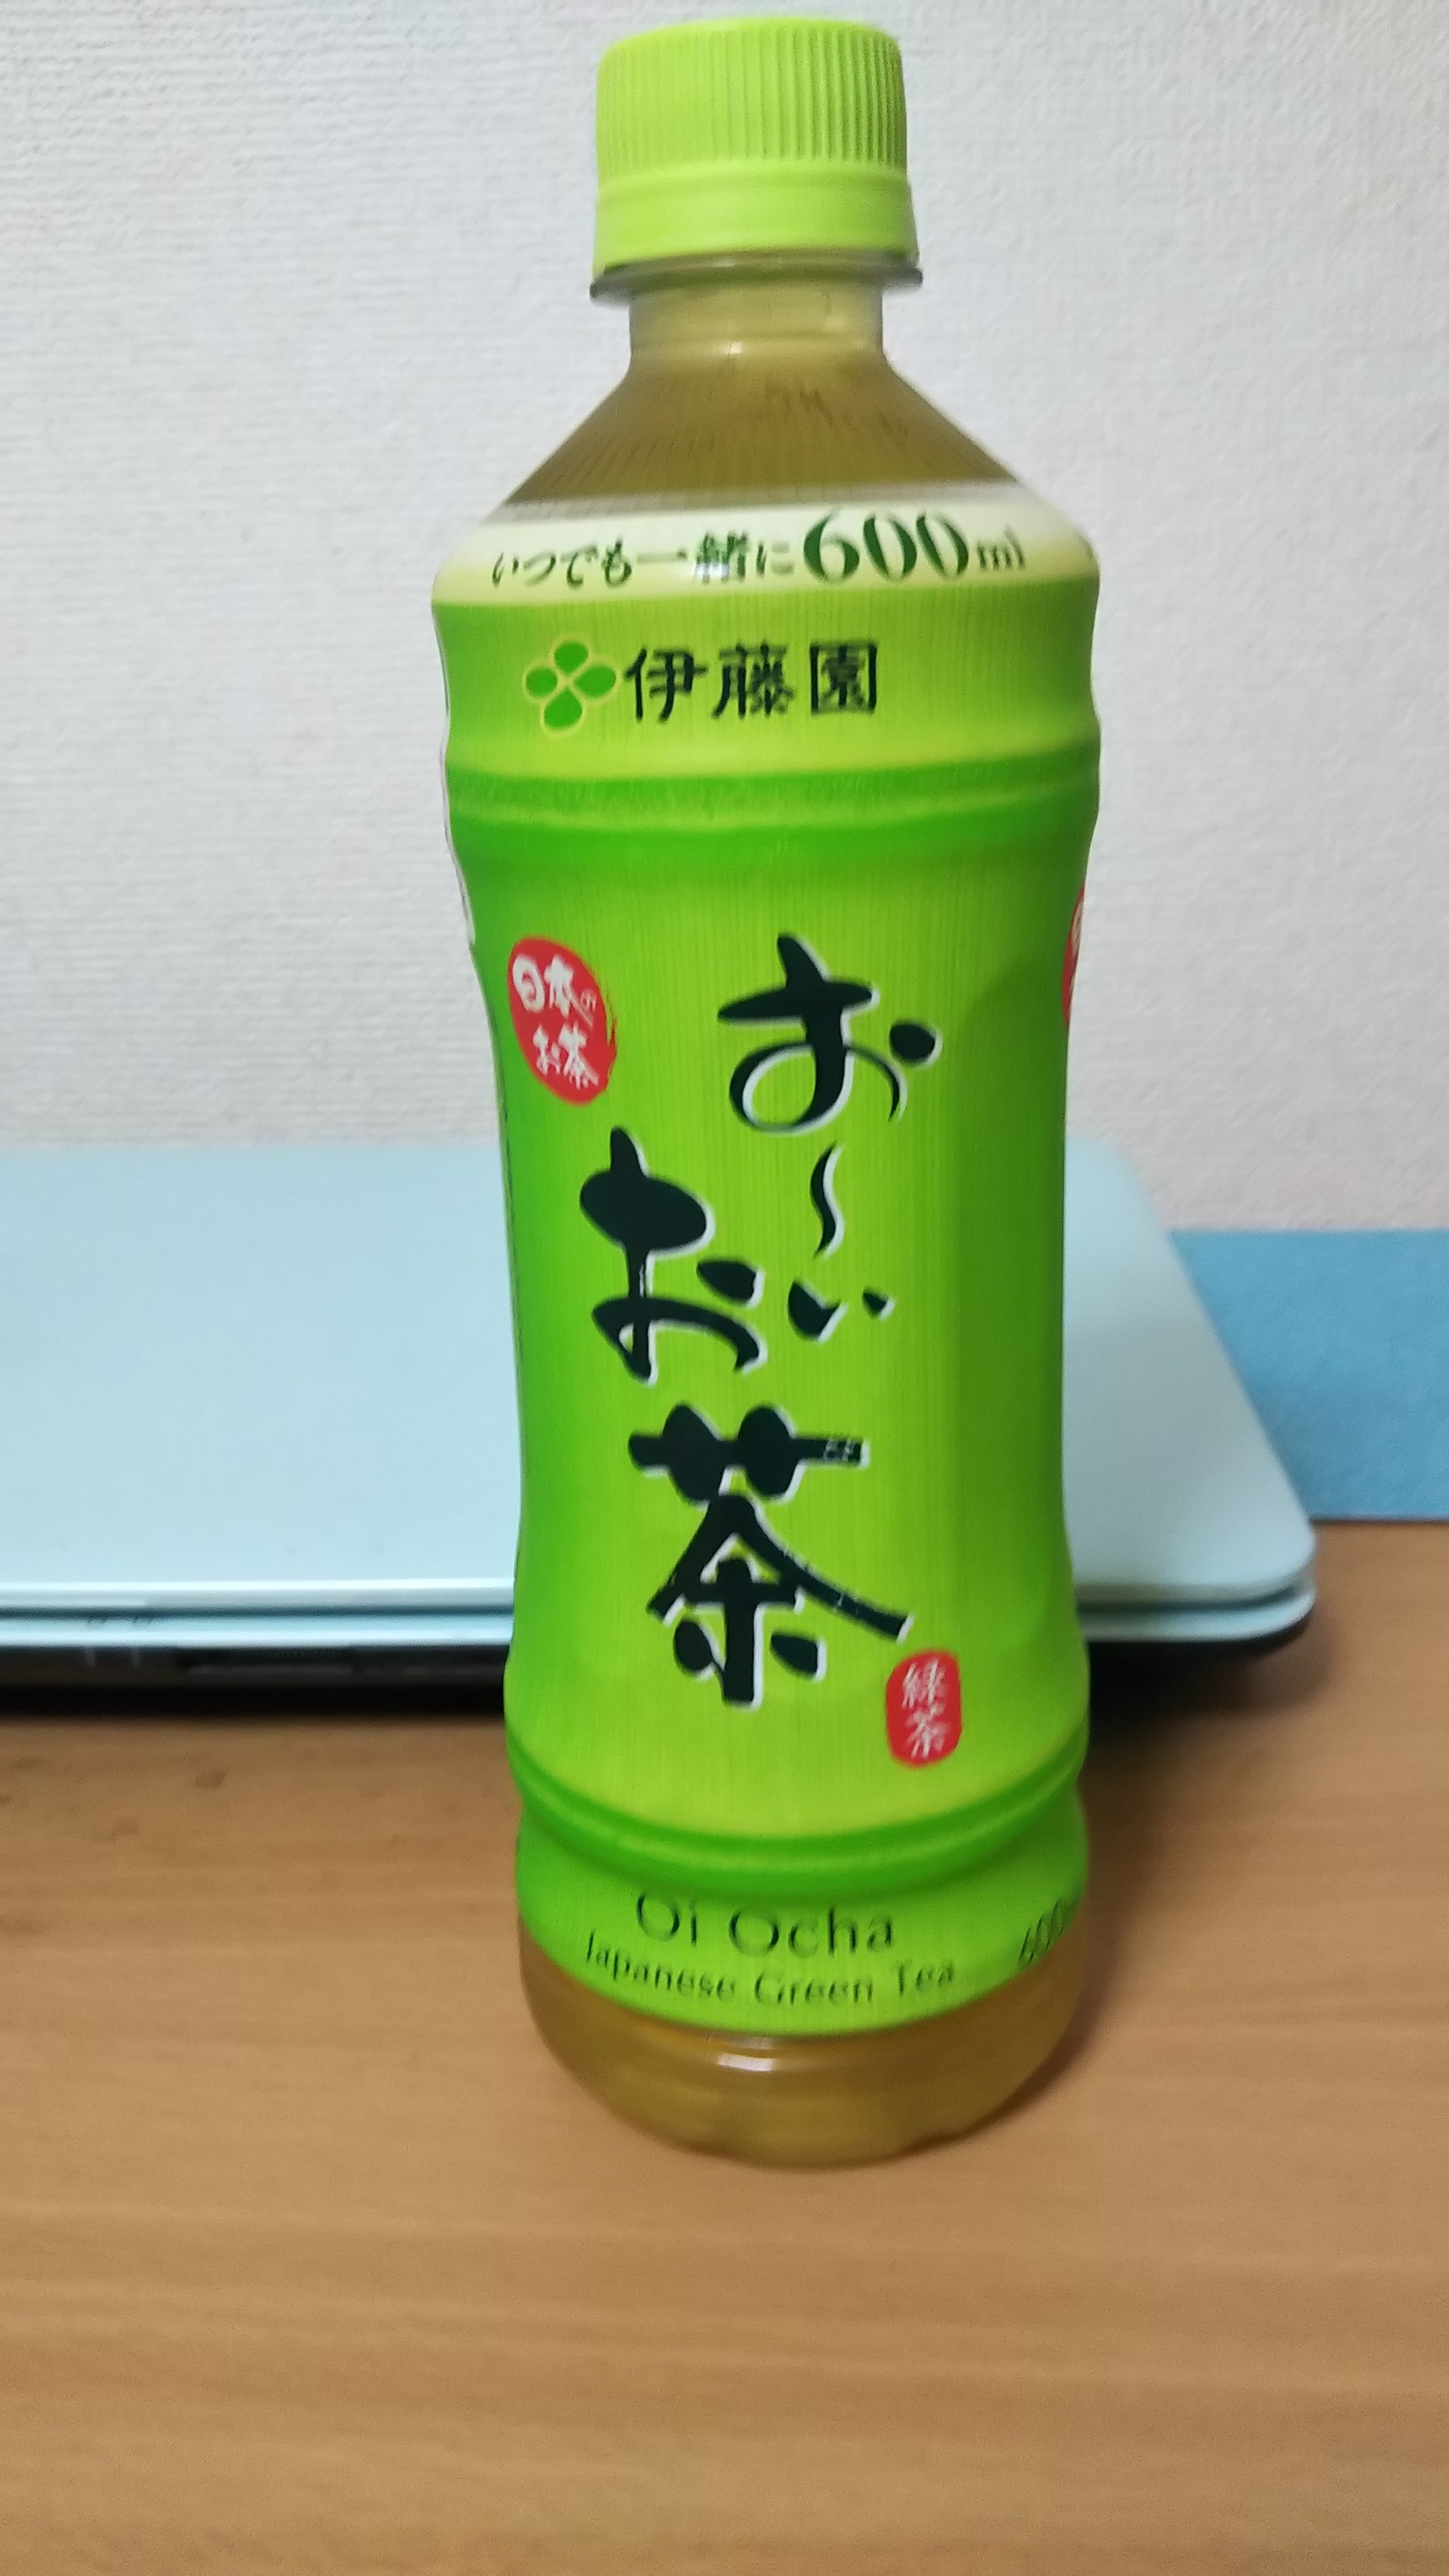 いつでも一緒に600ml
伊藤園
日本の
お茶
お〜い
お茶
緑茶
Oi Ocha
Japanese Green Tea